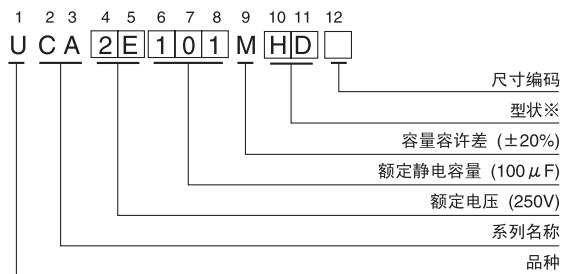 1 2 3 4 5 6 7 8 9 10 11 12
U C A 2 E 1 0 1 M H D
尺寸编码
型状※
容量容许差 (±20%)
额定静电容量 (100μF)
额定电压 (250V)
系列名称
品种